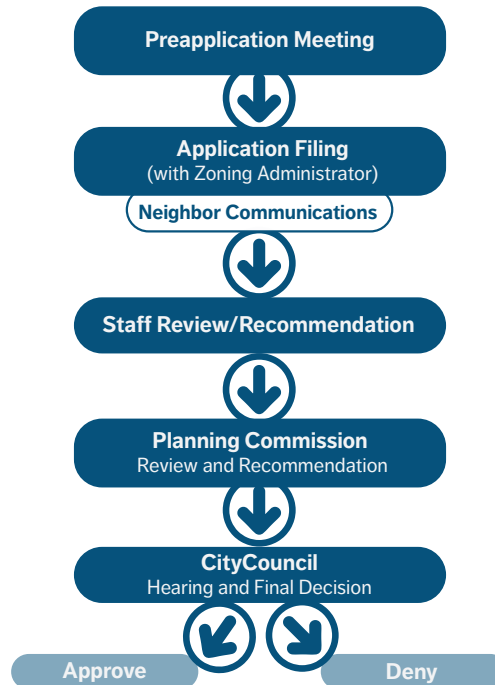 Preapplication Meeting
Application Filing
(with Zoning Administrator)
Neighbor Communications
Staff Review/Recommendation
Planning Commission
Review and Recommendation
CityCouncil
Hearing and Final Decision
Approve
Deny